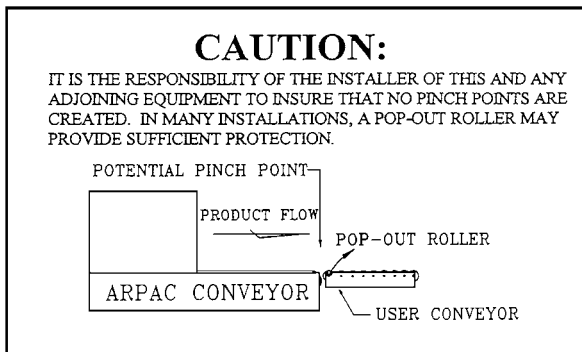 CAUTION:
IT IS THE RESPONSIBILITY OF THE INSTALLER OF THIS AND ANY
ADJOINING EQUIPMENT TO INSURE THAT NO PINCH POINTS ARE
CREATED. IN MANY INSTALLATIONS, A POP-OUT ROLLER MAY
PROVIDE SUFFICIENT PROTECTION.
POTENTIAL PINCH POINT
PRODUCT FLOW
POP-OUT ROLLER
ARPAC CONVEYOR
USER CONVEYOR